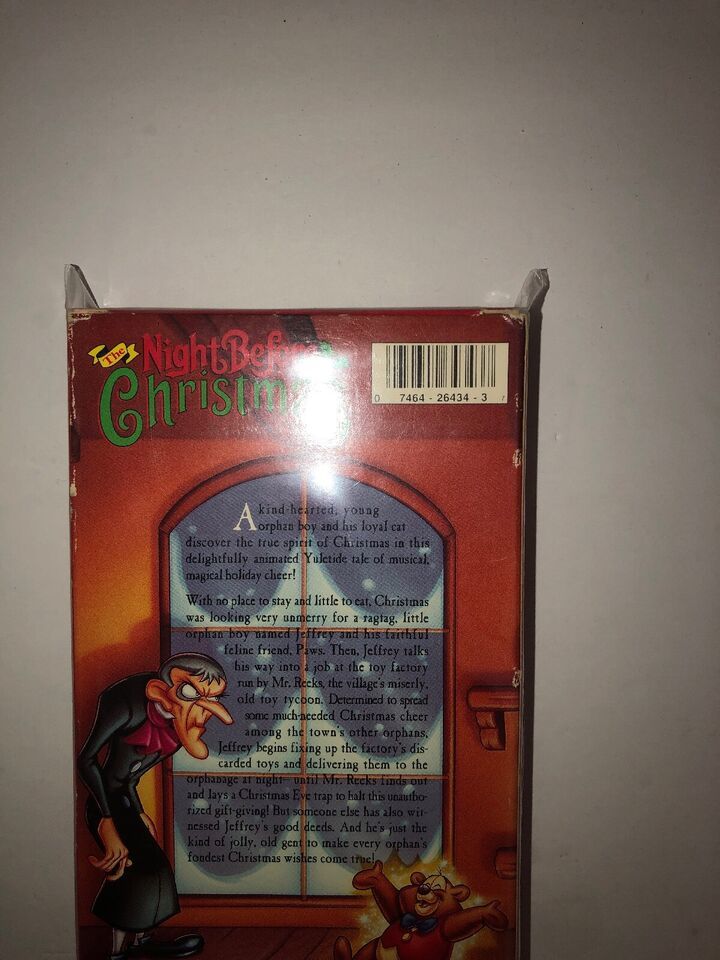 The
Night Before
Christmas
0 7464 - 26434 - 3 7
A kind-hearted, young
orphan boy and his loyal cat
discover the true spirit of Christmas in this
delightfully animated Yuletide tale of musical,
magical holiday cheer!
With no place to stay and little to eat, Christmas
was looking very unmerry for a ragtag, little
orphan boy named Jeffrey and his faithful
feline friend, Paws. Then, Jeffrey talks
his way into a job at the toy factory
run by Mr. Reeks, the village's miserly,
old toy tycoon. Determined to spread
some much-needed Christmas cheer
among the town's other orphans,
Jeffrey begins fixing up the factory's dis-
carded toys and delivering them to the
orphanage at night—until Mr. Reeks finds out
and lays a Christmas Eve trap to halt this unautho-
rized gift-giving! But someone else has also wit-
nessed Jeffrey's good deeds. And he's just the
kind of jolly, old gent to make every orphan's
fondest Christmas wishes come true!